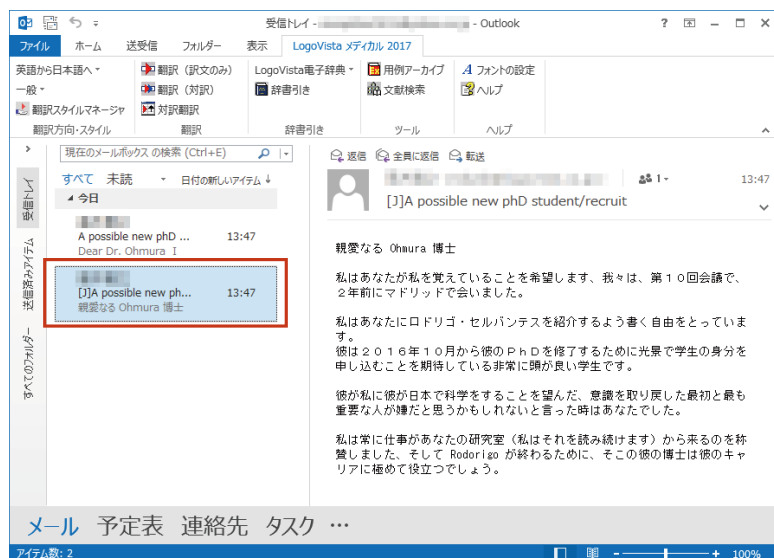 受信トレイ - - Outlook
ファイル ホーム 送受信 フォルダー 表示 LogoVista メディカル 2017
英語から日本語へ 翻訳（訳文のみ） LogoVista電子辞典 用例アーカイブ A フォントの設定
一般 翻訳（対訳） 辞書引き 文献検索 ヘルプ
翻訳スタイルマネージャ 対訳翻訳
翻訳方向・スタイル 翻訳 辞書引き ツール ヘルプ
現在のメールボックス の検索 (Ctrl+E)
すべて 未読 日付の新しいアイテム ↓
今日
A possible new phD ... 13:47
Dear Dr. Ohmura I
[J]A possible new ph... 13:47
親愛なる Ohmura 博士
受信トレイ
送信済みアイテム
すべてのフォルダー
返信 全員に返信 転送
1 13:47
[J]A possible new phD student/recruit
親愛なる Ohmura 博士
私はあなたが私を覚えていることを希望します、我々は、第１０回会議で、
２年前にマドリッドで会いました。
私はあなたにロドリゴ・セルバンテスを紹介するよう書く自由をとっていま
す。
彼は２０１６年１０月から彼のＰｈＤを修了するために光景で学生の身分を
申し込むことを期待している非常に頭が良い学生です。
彼が私に彼が日本で科学をすることを望んだ、意識を取り戻した最初と最も
重要な人が嫌だと思うかもしれないと言った時はあなたでした。
私は常に仕事があなたの研究室（私はそれを読み続けます）から来るのを称
賛しました、そして Rodorigo が終わるために、そこの彼の博士は彼のキャ
リアに極めて役立つでしょう。
メール 予定表 連絡先 タスク ···
アイテム数: 2 100%